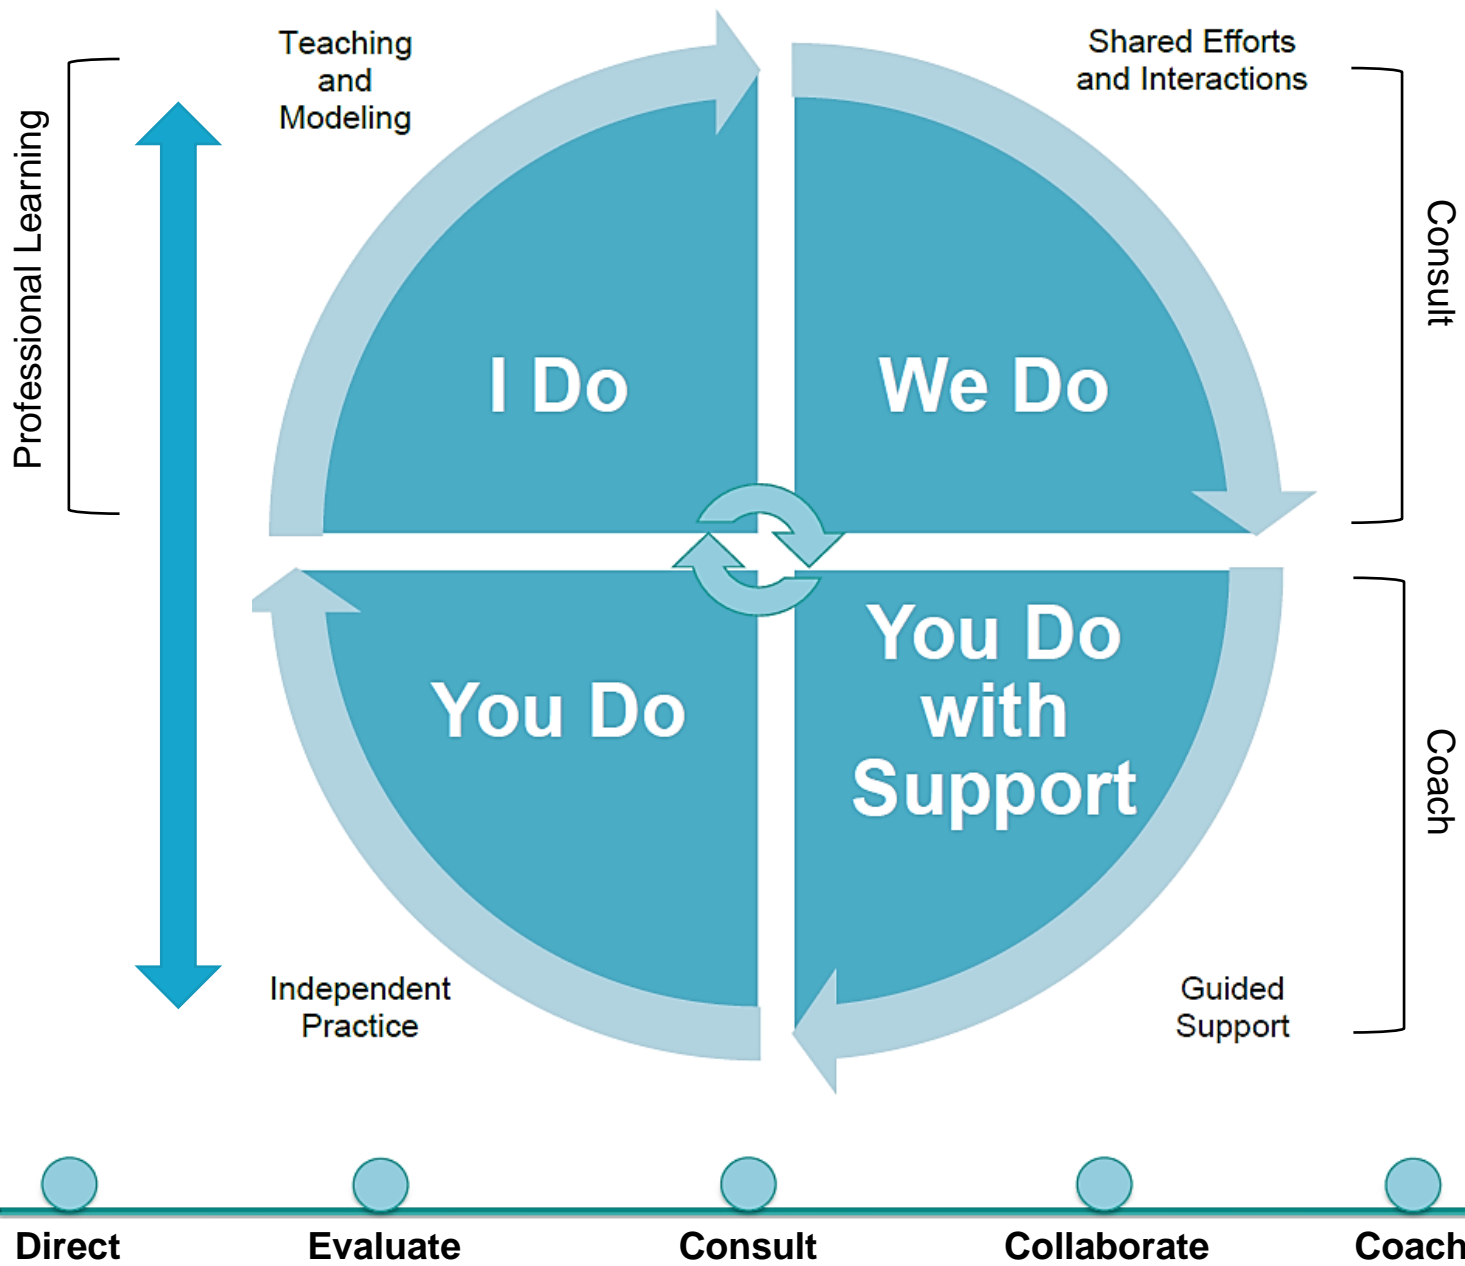 Teaching
and
Modeling
Shared Efforts
and Interactions
Professional Learning
Consult
I Do
We Do
You Do
You Do
with
Support
Coach
Independent
Practice
Guided
Support
Direct
Evaluate
Consult
Collaborate
Coach